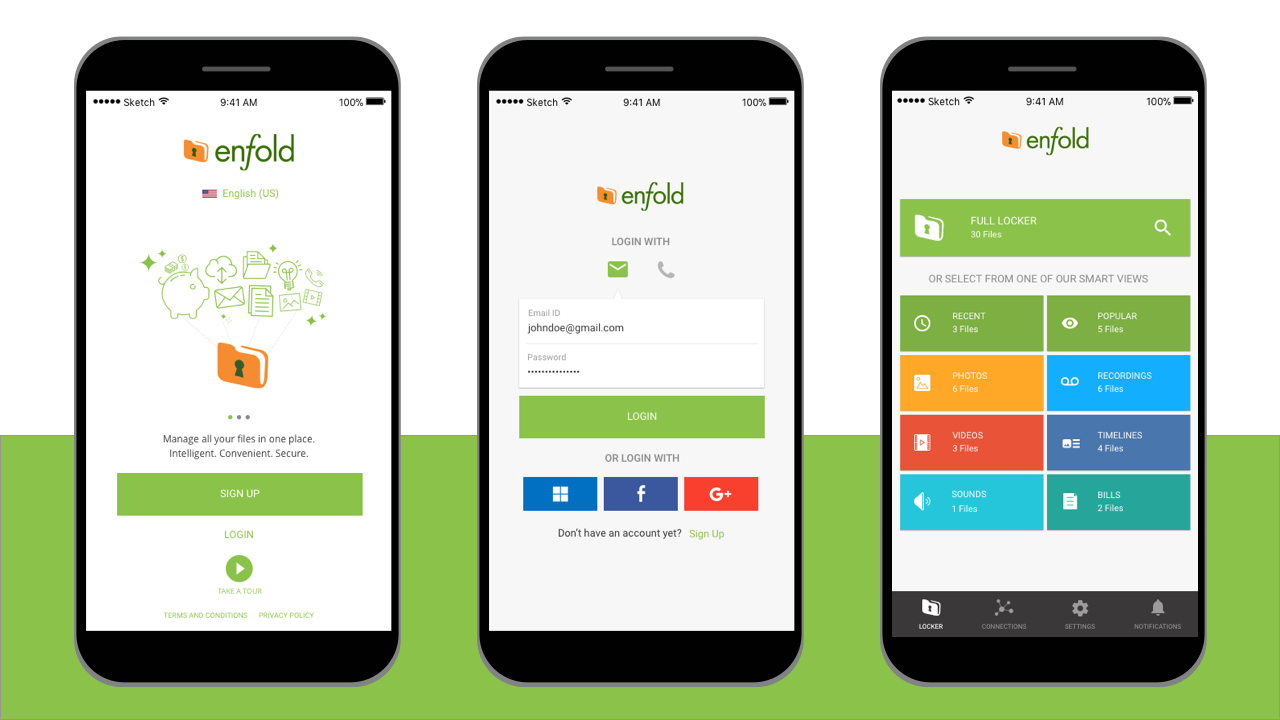 Sketch 9:41 AM 100%
enfold
English (US)
Manage all your files in one place.
Intelligent. Convenient. Secure.
SIGN UP
LOGIN
TAKE A TOUR
TERMS AND CONDITIONS PRIVACY POLICY
Sketch 9:41 AM 100%
enfold
LOGIN WITH
Email ID
johndoe@gmail.com
Password
•••••••••••••••
LOGIN
OR LOGIN WITH
f G+
Don't have an account yet? Sign Up
Sketch 9:41 AM 100%
enfold
FULL LOCKER
30 Files
OR SELECT FROM ONE OF OUR SMART VIEWS
RECENT
3 Files
POPULAR
5 Files
PHOTOS
6 Files
RECORDINGS
6 Files
VIDEOS
3 Files
TIMELINES
4 Files
SOUNDS
1 Files
BILLS
2 Files
LOCKER CONNECTIONS SETTINGS NOTIFICATIONS